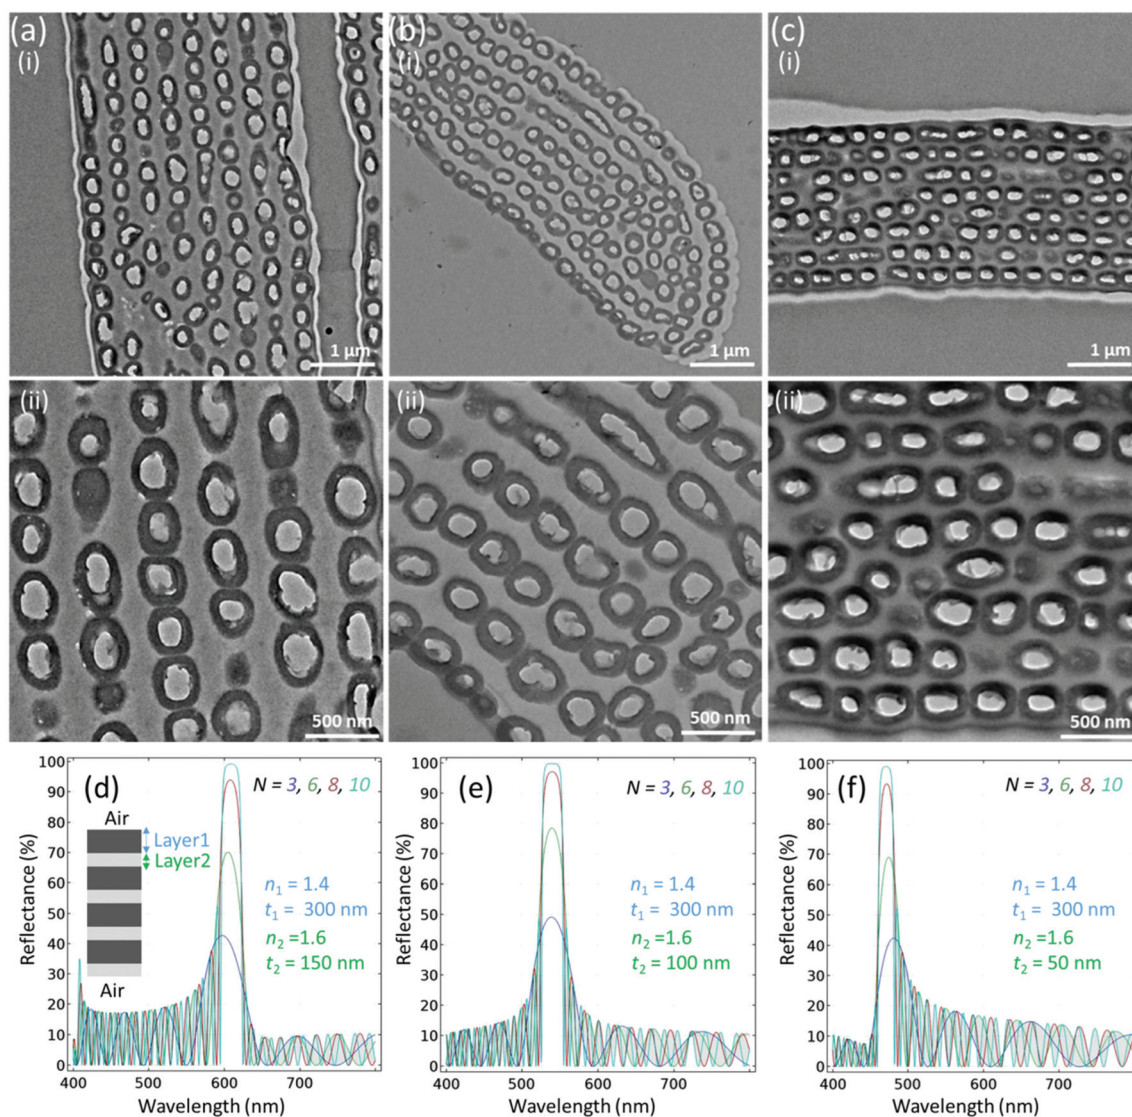 (a)
(i)
1 μm
(b)
(i)
1 μm
(c)
(i)
1 μm
(ii)
500 nm
(ii)
500 nm
(ii)
500 nm
(d)
N = 3, 6, 8, 10
Air
Layer1
Layer2
Air
n1 = 1.4
t1 = 300 nm
n2 =1.6
t2 = 150 nm
Reflectance (%)
100
90
80
70
60
50
40
30
20
10
0
400 500 600 700
Wavelength (nm)
(e)
N = 3, 6, 8, 10
n1 = 1.4
t1 = 300 nm
n2 =1.6
t2 = 100 nm
Reflectance (%)
100
90
80
70
60
50
40
30
20
10
0
400 500 600 700
Wavelength (nm)
(f)
N = 3, 6, 8, 10
n1 = 1.4
t1 = 300 nm
n2 =1.6
t2 = 50 nm
Reflectance (%)
100
90
80
70
60
50
40
30
20
10
0
400 500 600 700
Wavelength (nm)